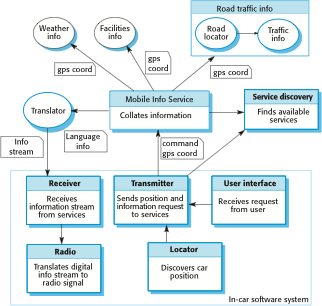 Road traffic info
Weather
info
Facilities
info
Road
locator
Traffic
info
gps
coord
gps coord
gps coord
Mobile Info Service
Collates information
Service discovery
Finds available
services
Translator
Info
stream
Language
info
command
gps coord
Receiver
Receives
information stream
from services
Transmitter
Sends position and
information request
to services
User interface
Receives request
from user
Radio
Translates digital
info stream to
radio signal
Locator
Discovers car
position
In-car software system